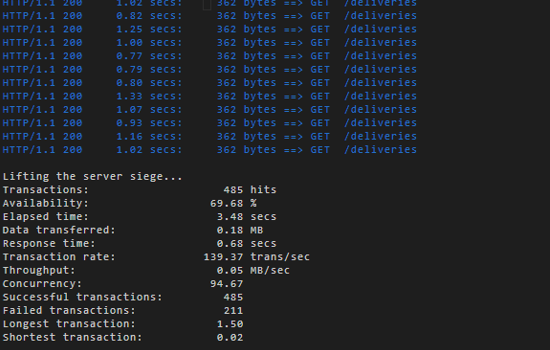 HTTP/1.1 200 1.02 secs: 362 bytes ==> GET /deliveries
HTTP/1.1 200 0.82 secs: 362 bytes ==> GET /deliveries
HTTP/1.1 200 1.25 secs: 362 bytes ==> GET /deliveries
HTTP/1.1 200 1.00 secs: 362 bytes ==> GET /deliveries
HTTP/1.1 200 0.77 secs: 362 bytes ==> GET /deliveries
HTTP/1.1 200 0.79 secs: 362 bytes ==> GET /deliveries
HTTP/1.1 200 0.80 secs: 362 bytes ==> GET /deliveries
HTTP/1.1 200 1.33 secs: 362 bytes ==> GET /deliveries
HTTP/1.1 200 1.07 secs: 362 bytes ==> GET /deliveries
HTTP/1.1 200 0.93 secs: 362 bytes ==> GET /deliveries
HTTP/1.1 200 1.16 secs: 362 bytes ==> GET /deliveries
HTTP/1.1 200 1.02 secs: 362 bytes ==> GET /deliveries
Lifting the server siege...
Transactions: 485 hits
Availability: 69.68 %
Elapsed time: 3.48 secs
Data transferred: 0.18 MB
Response time: 0.68 secs
Transaction rate: 139.37 trans/sec
Throughput: 0.05 MB/sec
Concurrency: 94.67
Successful transactions: 485
Failed transactions: 211
Longest transaction: 1.50
Shortest transaction: 0.02